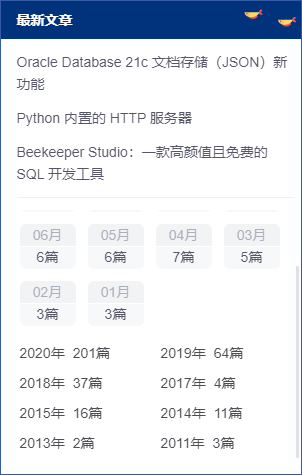 最新文章
Oracle Database 21c 文档存储（JSON）新
功能
Python 内置的 HTTP 服务器
Beekeeper Studio：一款高颜值且免费的
SQL 开发工具
06月 05月 04月 03月
6篇 6篇 7篇 5篇
02月 01月
3篇 3篇
2020年 201篇 2019年 64篇
2018年 37篇 2017年 4篇
2015年 16篇 2014年 11篇
2013年 2篇 2011年 3篇